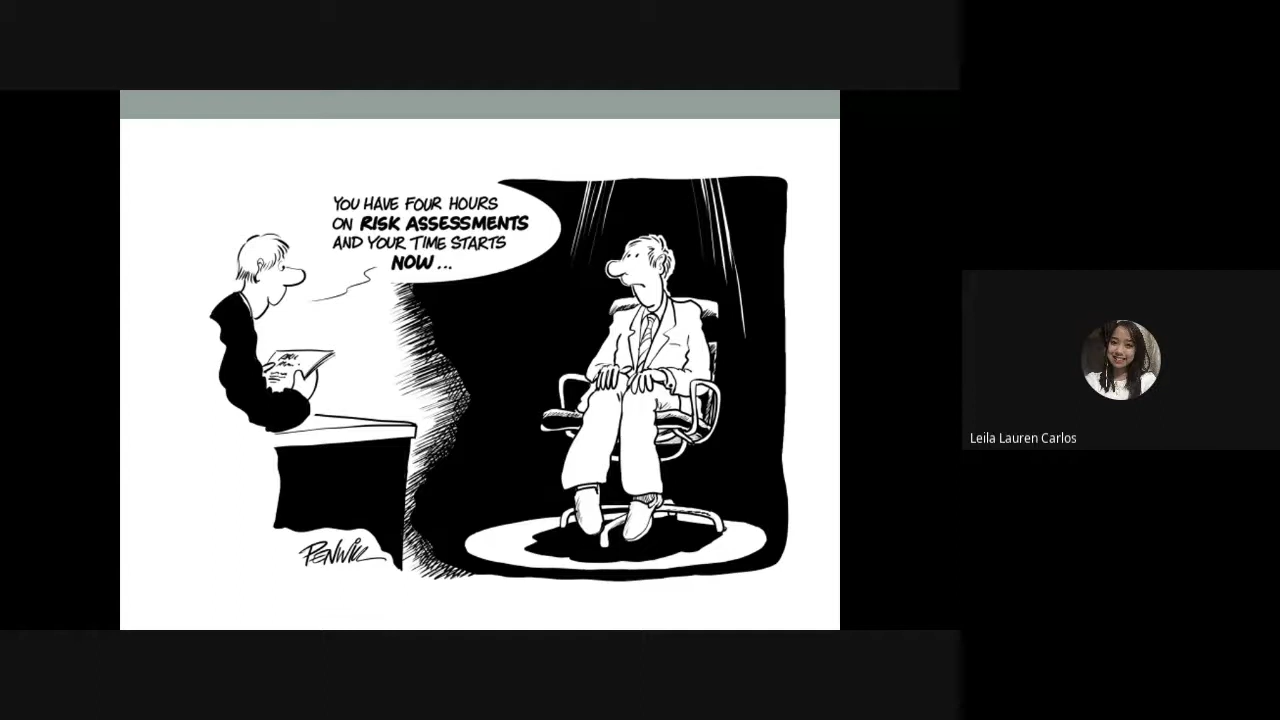 YOU HAVE FOUR HOURS
ON RISK ASSESSMENTS
AND YOUR TIME STARTS
NOW...
PENWILL
Leila Lauren Carlos